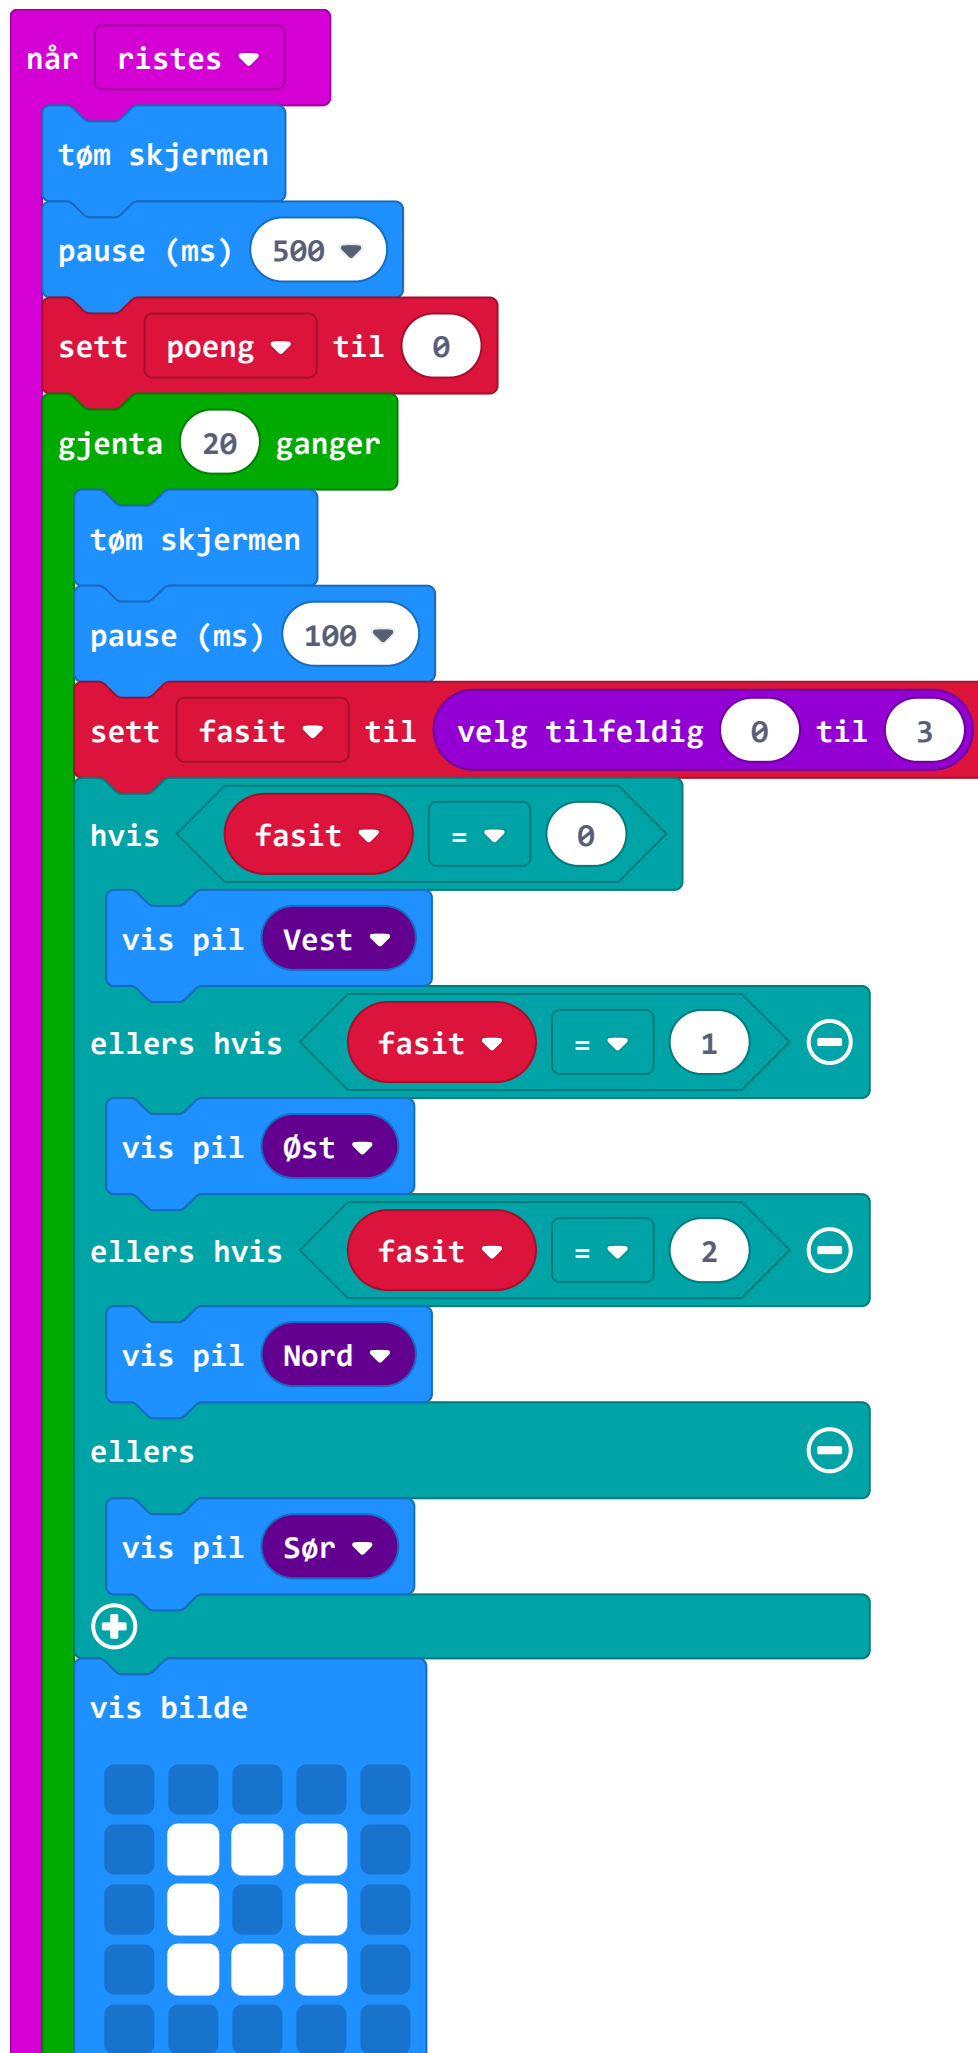 når ristes
tøm skjermen
pause (ms) 500
sett poeng til 0
gjenta 20 ganger
tøm skjermen
pause (ms) 100
sett fasit til velg tilfeldig 0 til 3
hvis fasit = 0
vis pil Vest
ellers hvis fasit = 1
vis pil Øst
ellers hvis fasit = 2
vis pil Nord
ellers
vis pil Sør
vis bilde